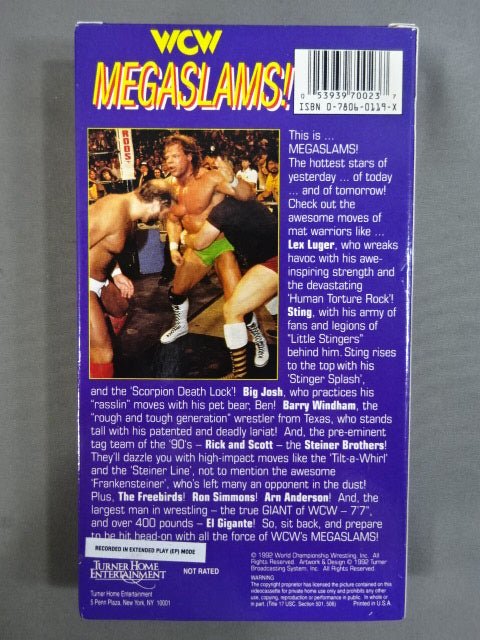 WCW
MEGASLAMS!
0 53939 70023 7
ISBN 0-7806-0119-X
ROBS'
This is ...
MEGASLAMS!
The hottest stars of
yesterday ... of today
... and of tomorrow!
Check out the
awesome moves of
mat warriors like ...
Lex Luger, who wreaks
havoc with his awe-
inspiring strength and
the devastating
'Human Torture Rock'!
Sting, with his army of
fans and legions of
"Little Stingers"
behind him. Sting rises
to the top with his
'Stinger Splash',
and the 'Scorpion Death Lock'! Big Josh, who practices his
"rasslin" moves with his pet bear, Ben! Barry Windham, the
"rough and tough generation" wrestler from Texas, who stands
tall with his patented and deadly lariat! And, the pre-eminent
tag team of the '90's – Rick and Scott – the Steiner Brothers!
They'll dazzle you with high-impact moves like the 'Tilt-a-Whirl'
and the 'Steiner Line', not to mention the awesome
'Frankensteiner', who's left many an opponent in the dust!
Plus, The Freebirds! Ron Simmons! Arn Anderson! And, the
largest man in wrestling – the true GIANT of WCW – 7'7",
and over 400 pounds – El Gigante! So, sit back, and prepare
to be hit head-on with all the force of WCW's MEGASLAMS!
RECORDED IN EXTENDED PLAY (EP) MODE
TURNER HOME
ENTERTAINMENT
NOT RATED
Turner Home Entertainment
5 Penn Plaza, New York, NY 10001
© 1992 World Championship Wrestling, Inc. All
Rights Reserved. Artwork & Design © 1992 Turner
Broadcasting System, Inc. All Rights Reserved.
WARNING
The copyright proprietor has licensed the picture contained on this
videocassette for private home use only and prohibits any other
use, copying, reproduction or performance in public, in whole or
in part. (Title 17 USC. Section 501, 506) Printed in U.S.A.